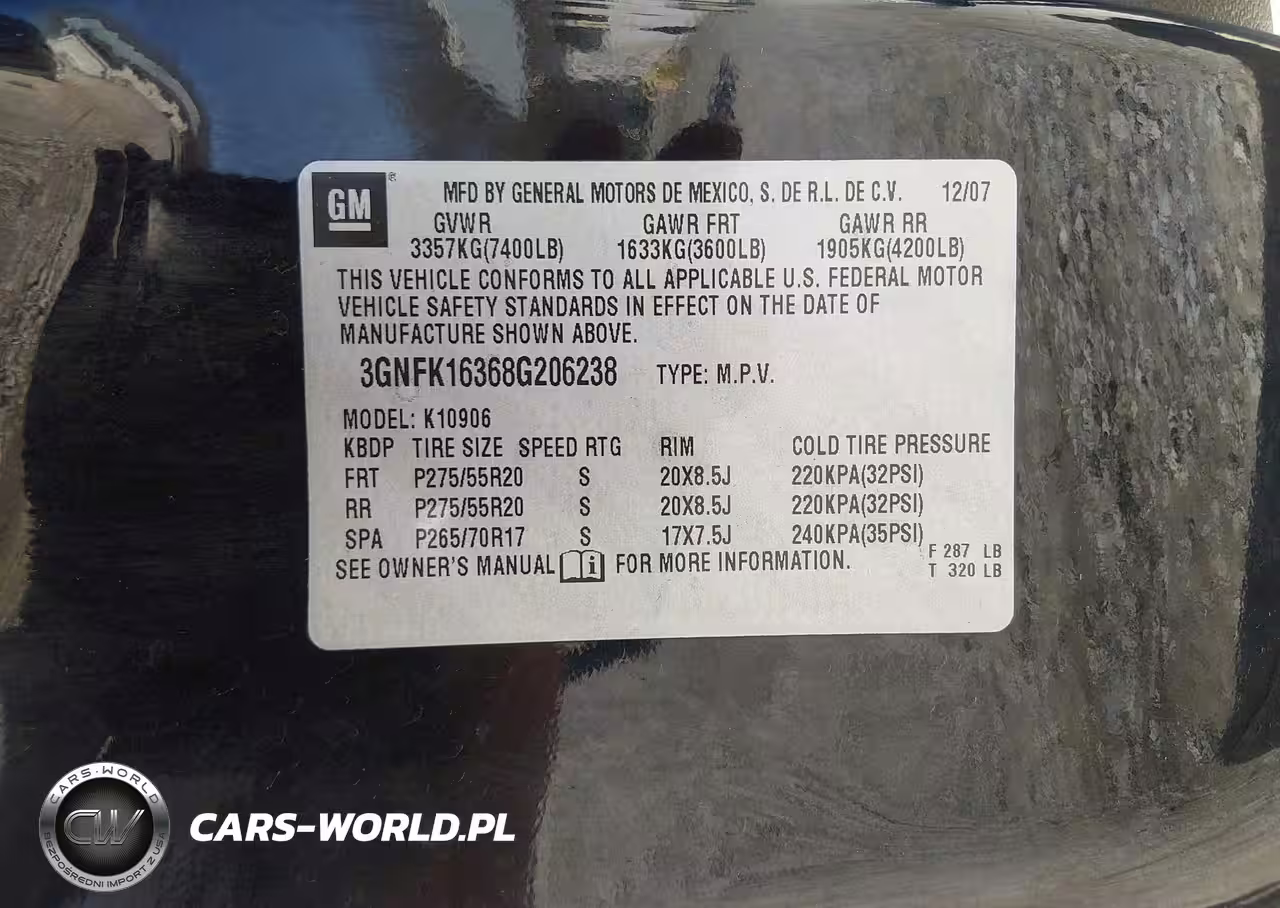 GM ®
MFD BY GENERAL MOTORS DE MEXICO, S. DE R.L. DE C.V. 12/07
GVWR GAWR FRT GAWR RR
3357KG(7400LB) 1633KG(3600LB) 1905KG(4200LB)
THIS VEHICLE CONFORMS TO ALL APPLICABLE U.S. FEDERAL MOTOR
VEHICLE SAFETY STANDARDS IN EFFECT ON THE DATE OF
MANUFACTURE SHOWN ABOVE.
3GNFK16368G206238 TYPE: M.P.V.
MODEL: K10906
KBDP TIRE SIZE SPEED RTG RIM COLD TIRE PRESSURE
FRT P275/55R20 S 20X8.5J 220KPA(32PSI)
RR P275/55R20 S 20X8.5J 220KPA(32PSI)
SPA P265/70R17 S 17X7.5J 240KPA(35PSI)
SEE OWNER'S MANUAL i FOR MORE INFORMATION.
F 287 LB
T 320 LB
CARS-WORLD
CW
BEZPOŚREDNI IMPORT Z USA
CARS-WORLD.PL